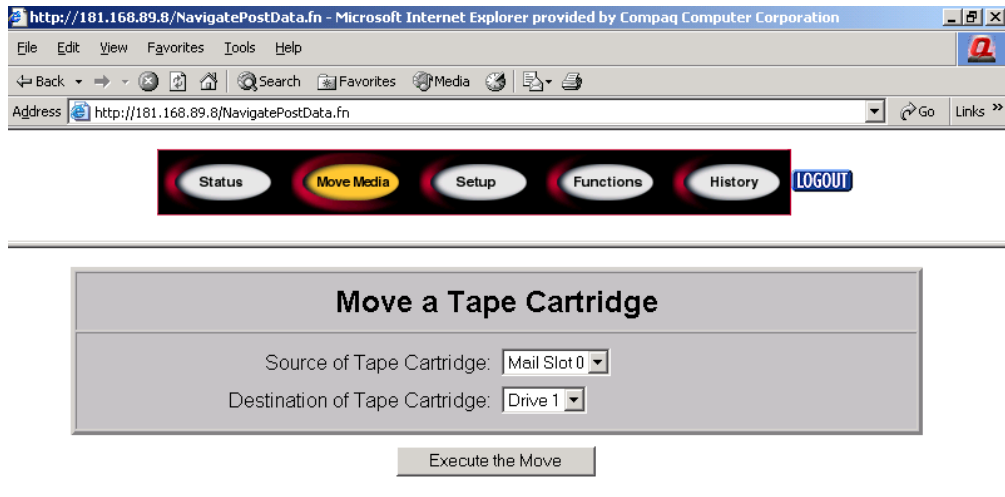 http://181.168.89.8/NavigatePostData.fn - Microsoft Internet Explorer provided by Compaq Computer Corporation
File Edit View Favorites Tools Help
Back Search Favorites Media
Address http://181.168.89.8/NavigatePostData.fn Go Links »
Status Move Media Setup Functions History LOGOUT
Move a Tape Cartridge
Source of Tape Cartridge: Mail Slot 0
Destination of Tape Cartridge: Drive 1
Execute the Move